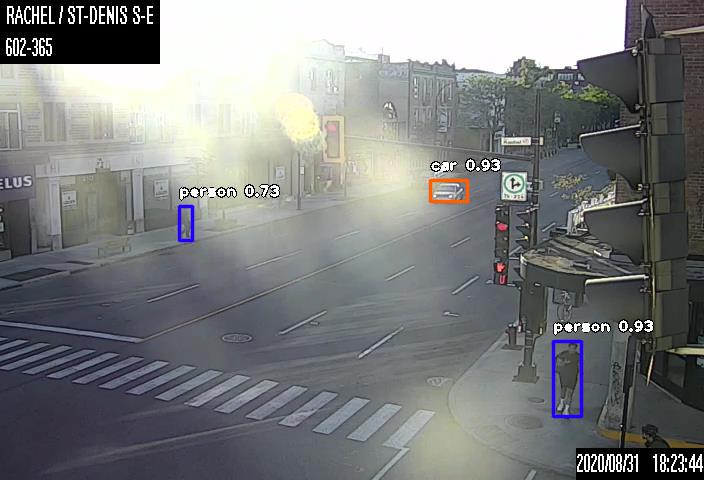 RACHEL / ST-DENIS S-E
602-365
car 0.93
person 0.73
ELUS
person 0.93
2020/08/31 18:23:44